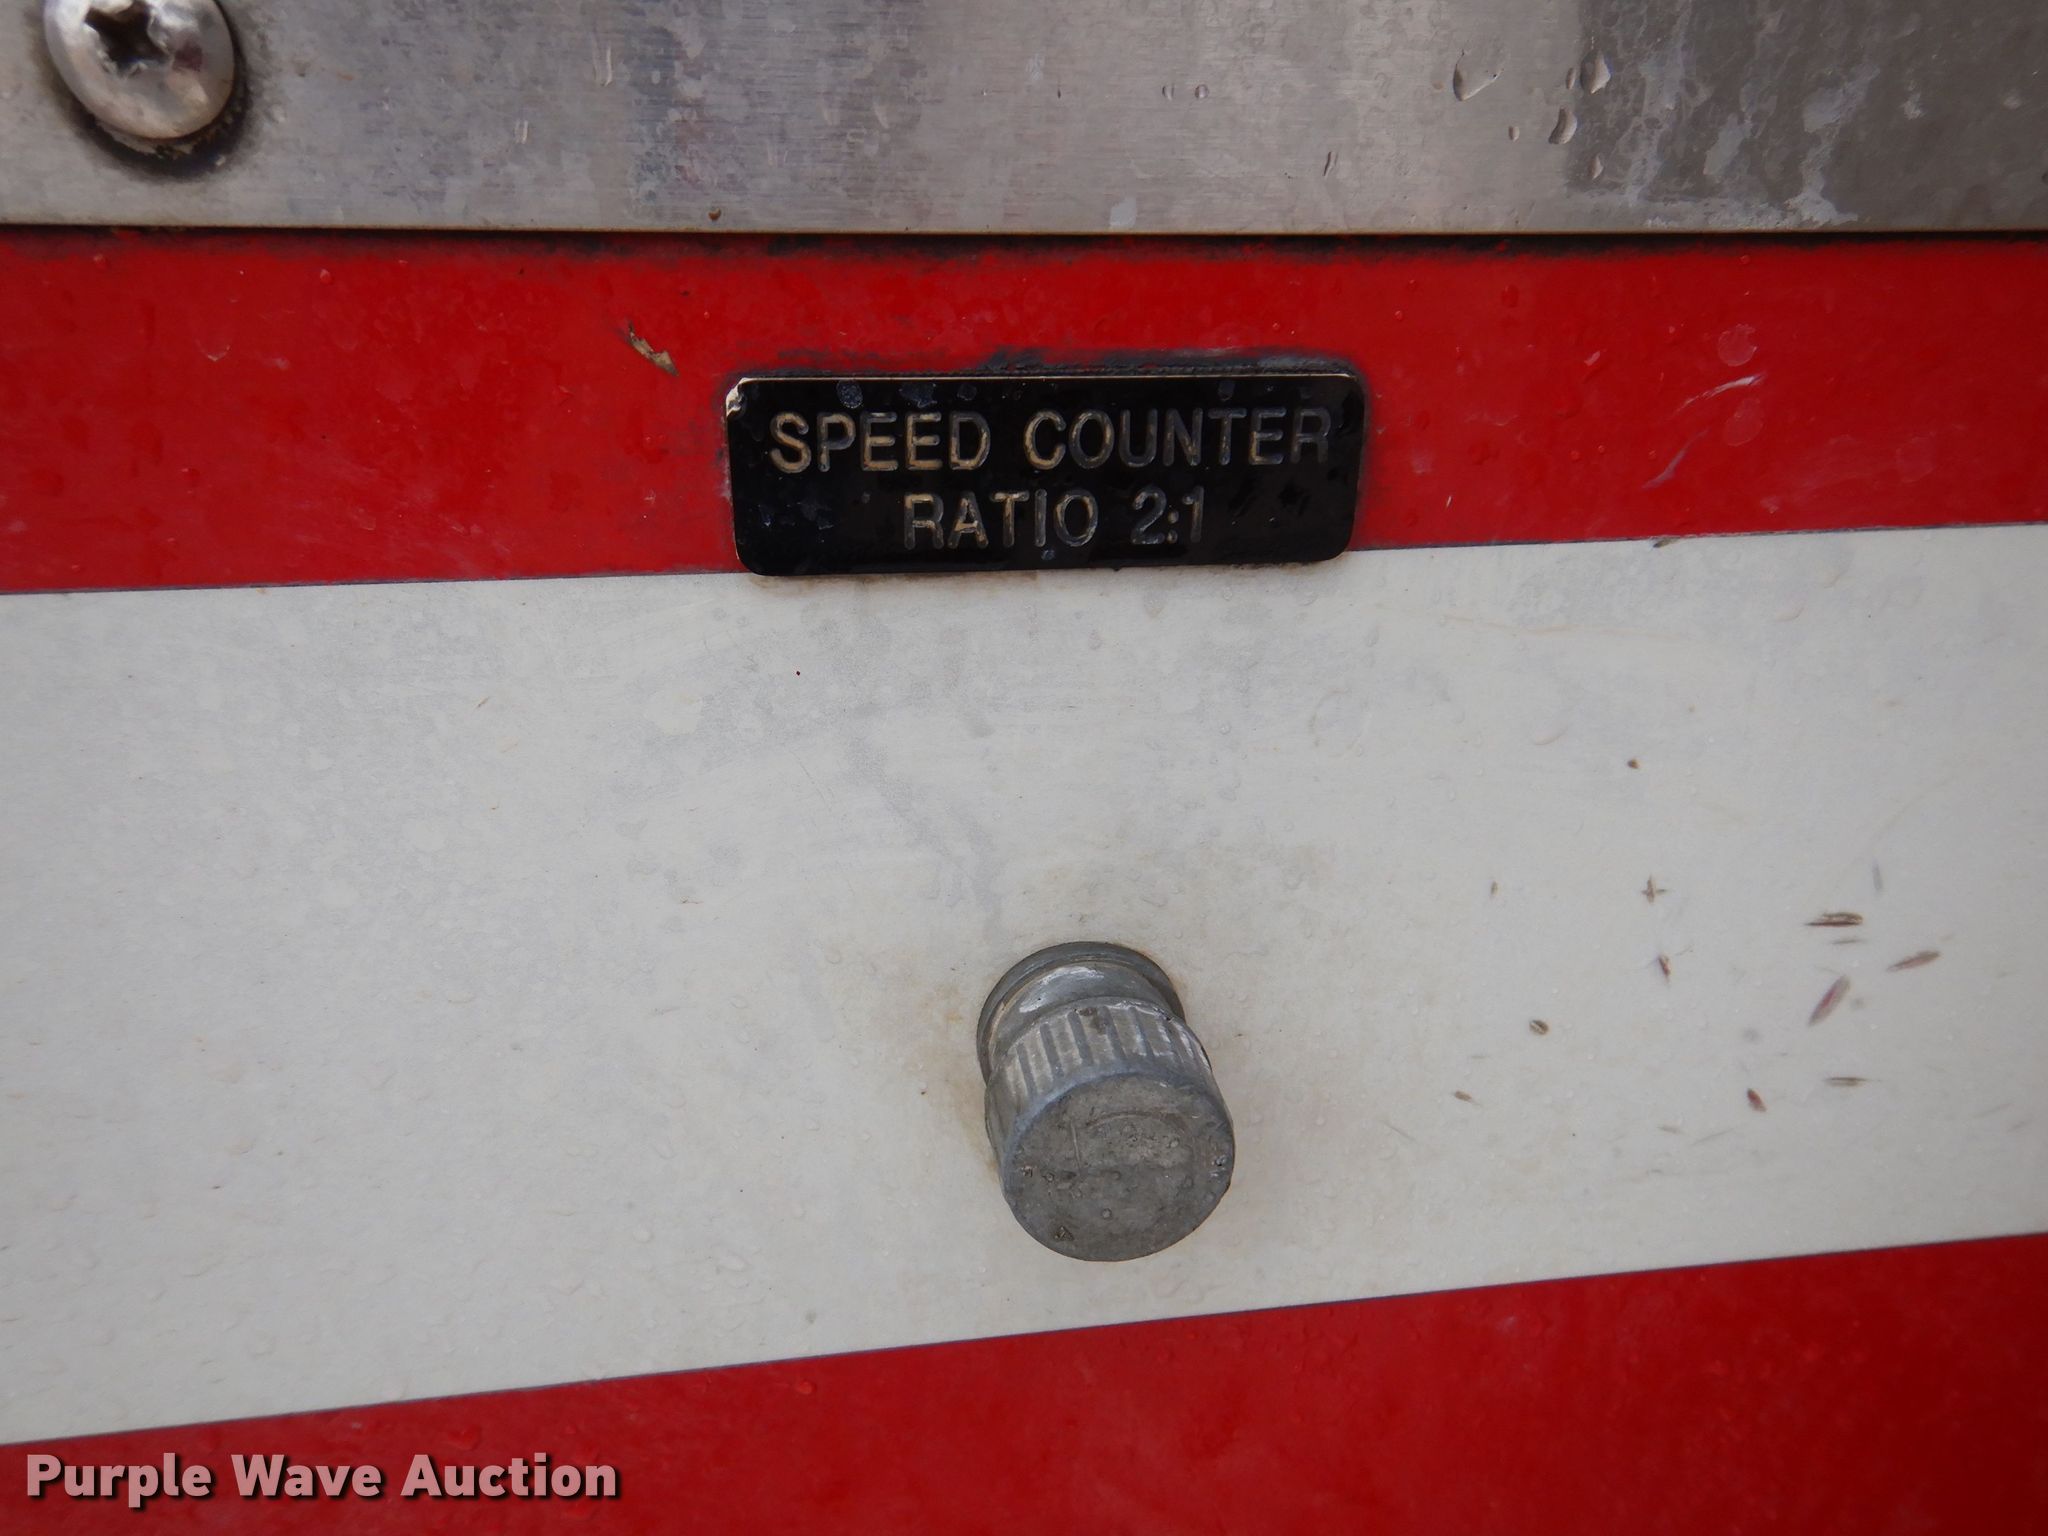 SPEED COUNTER
RATIO 2:1
Purple Wave Auction